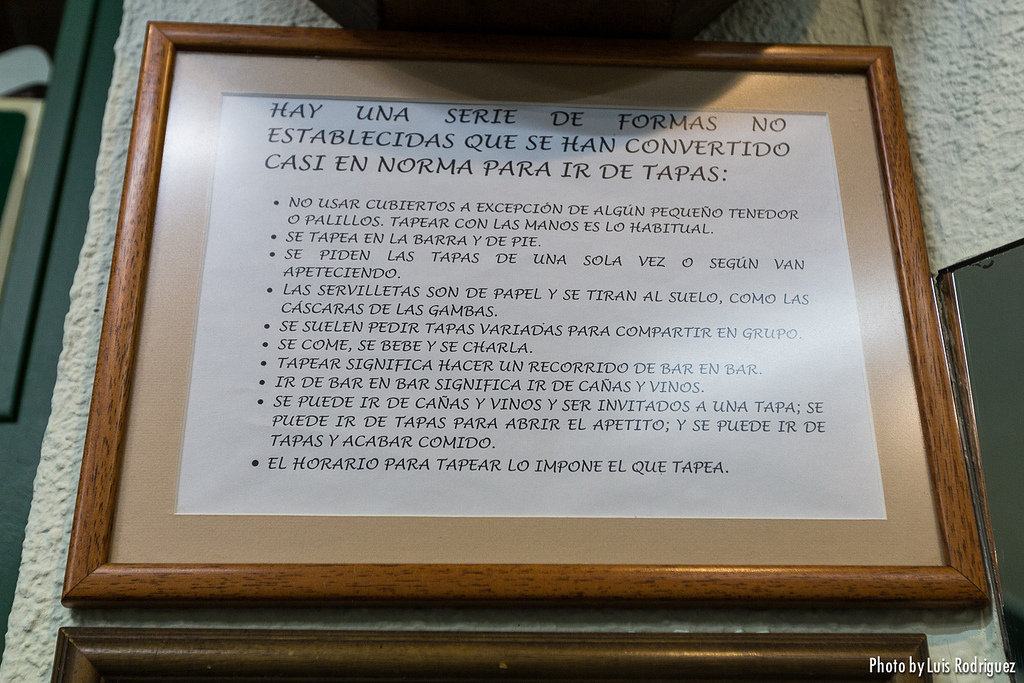 HAY UNA SERIE DE FORMAS NO
ESTABLECIDAS QUE SE HAN CONVERTIDO
CASI EN NORMA PARA IR DE TAPAS:
• NO USAR CUBIERTOS A EXCEPCIÓN DE ALGÚN PEQUEÑO TENEDOR
O PALILLOS. TAPEAR CON LAS MANOS ES LO HABITUAL.
• SE TAPEA EN LA BARRA Y DE PIE.
• SE PIDEN LAS TAPAS DE UNA SOLA VEZ O SEGÚN VAN
APETECIENDO.
• LAS SERVILLETAS SON DE PAPEL Y SE TIRAN AL SUELO, COMO LAS
CÁSCARAS DE LAS GAMBAS.
• SE SUELEN PEDIR TAPAS VARIADAS PARA COMPARTIR EN GRUPO.
• SE COME, SE BEBE Y SE CHARLA.
• TAPEAR SIGNIFICA HACER UN RECORRIDO DE BAR EN BAR.
• IR DE BAR EN BAR SIGNIFICA IR DE CAÑAS Y VINOS.
• SE PUEDE IR DE CAÑAS Y VINOS Y SER INVITADOS A UNA TAPA; SE
PUEDE IR DE TAPAS PARA ABRIR EL APETITO; Y SE PUEDE IR DE
TAPAS Y ACABAR COMIDO.
• EL HORARIO PARA TAPEAR LO IMPONE EL QUE TAPEA.
Photo by Luis Rodriguez